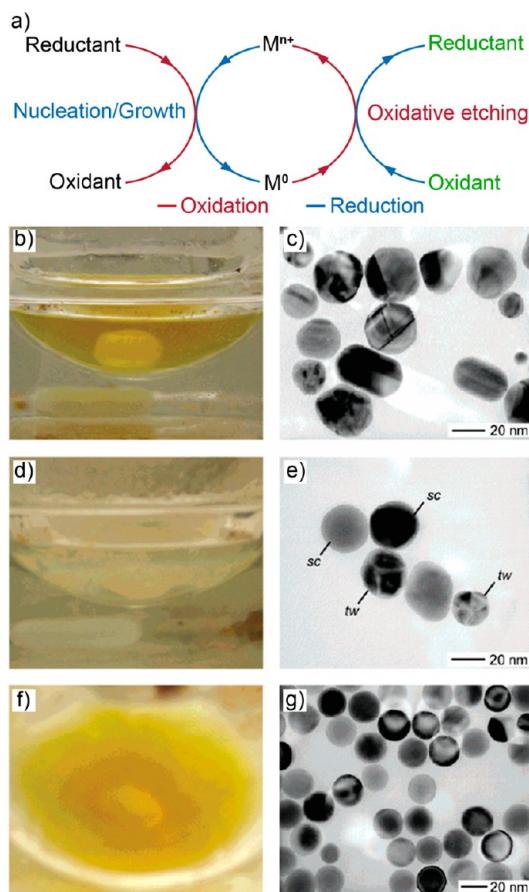 a)
Reductant Mⁿ⁺ Reductant
Nucleation/Growth Oxidative etching
Oxidant M⁰ Oxidant
Oxidation Reduction
b)
c)
20 nm
d)
e)
sc
sc
tw
tw
20 nm
f)
g)
20 nm